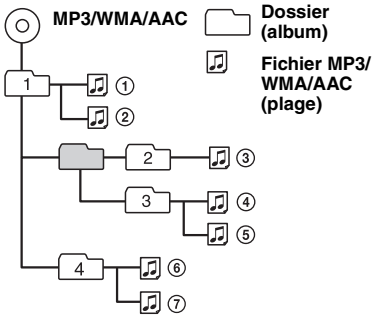 MP3/WMA/AAC
Dossier
(album)
Fichier MP3/
WMA/AAC
(plage)
1
①
②
2
③
3
④
⑤
4
⑥
⑦